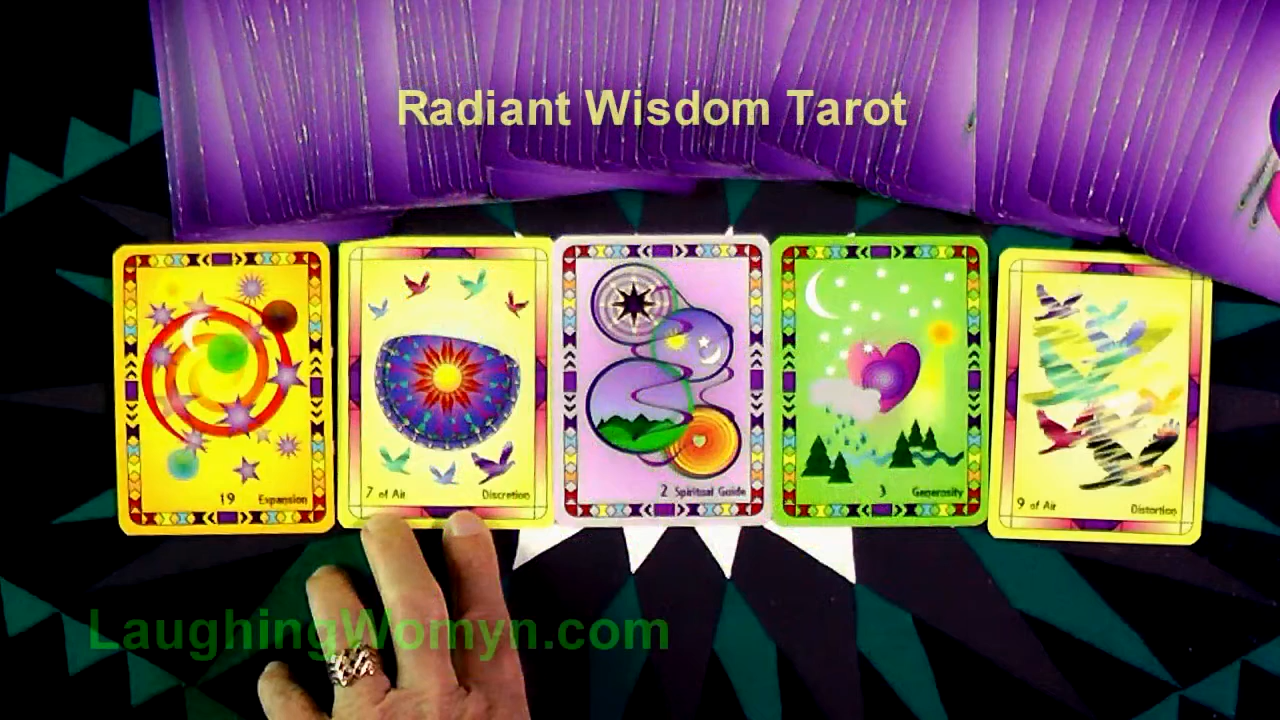 Radiant Wisdom Tarot
19 Expansion
7 of Air Discretion
2 Spiritual Guide
3 Generosity
9 of Air Distortion
LaughingWomyn.com